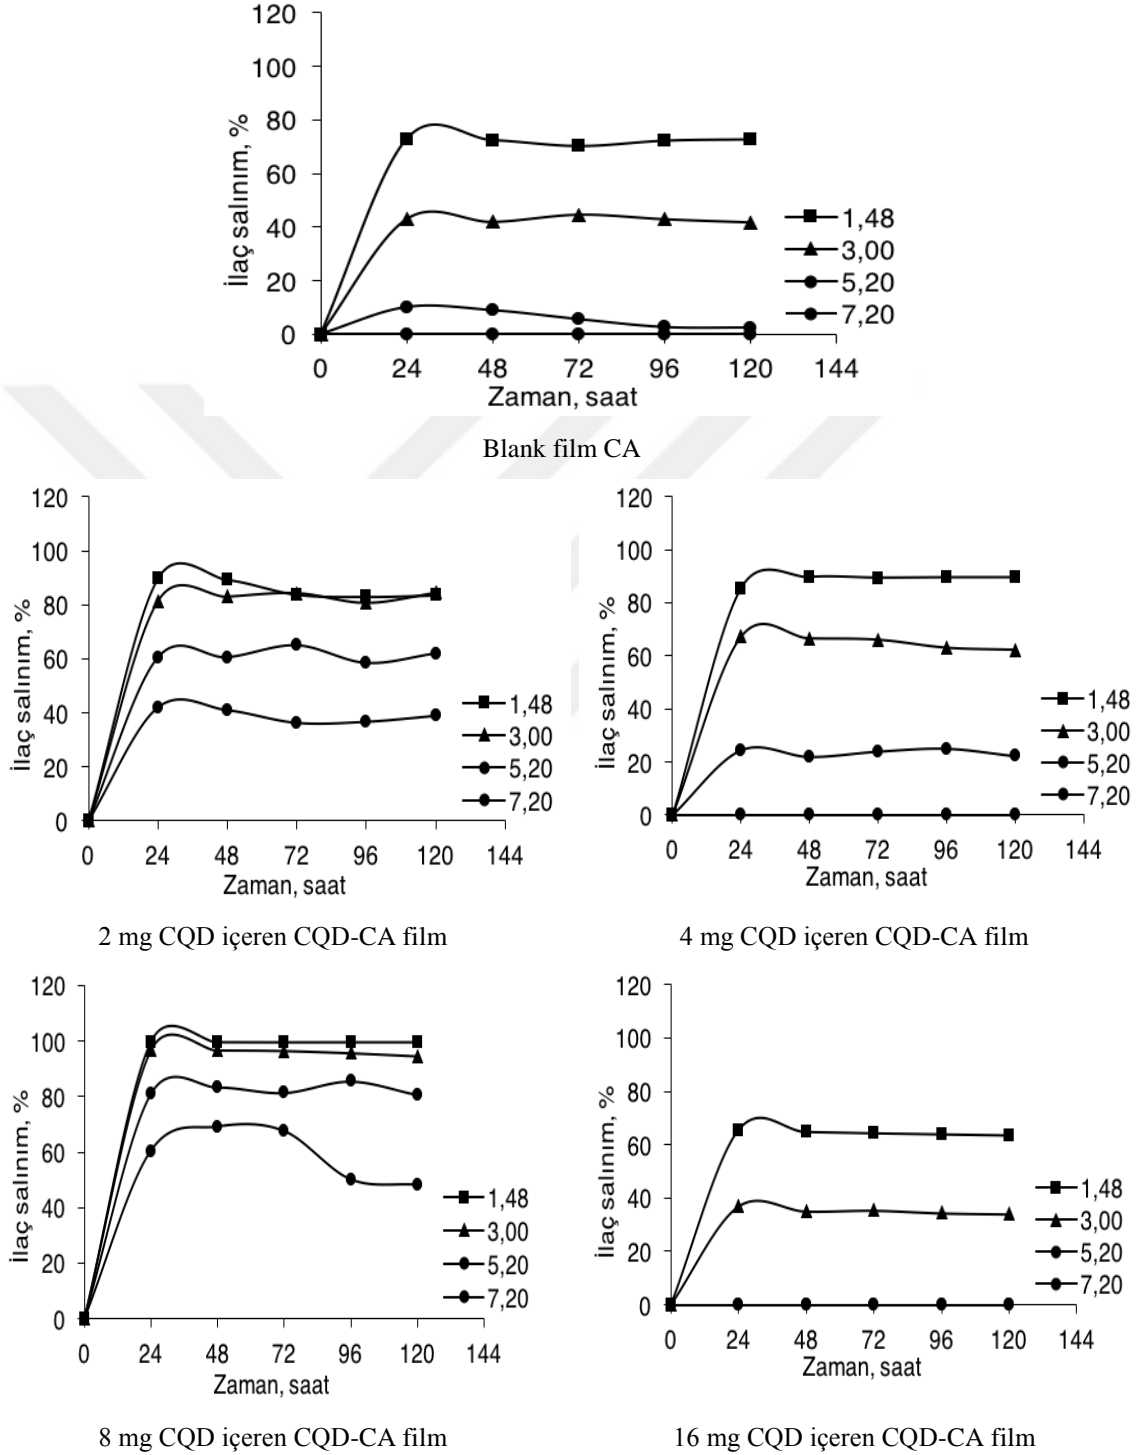 120
100
80
60
40
20
0
İlaç salınım, %
0 24 48 72 96 120 144
Zaman, saat
1,48
3,00
5,20
7,20
Blank film CA
120
100
80
60
40
20
0
İlaç salınım, %
0 24 48 72 96 120 144
Zaman, saat
1,48
3,00
5,20
7,20
2 mg CQD içeren CQD-CA film
120
100
80
60
40
20
0
İlaç salınım, %
0 24 48 72 96 120 144
Zaman, saat
1,48
3,00
5,20
7,20
4 mg CQD içeren CQD-CA film
120
100
80
60
40
20
0
İlaç salınım, %
0 24 48 72 96 120 144
Zaman, saat
1,48
3,00
5,20
7,20
8 mg CQD içeren CQD-CA film
120
100
80
60
40
20
0
İlaç salınım, %
0 24 48 72 96 120 144
Zaman, saat
1,48
3,00
5,20
7,20
16 mg CQD içeren CQD-CA film